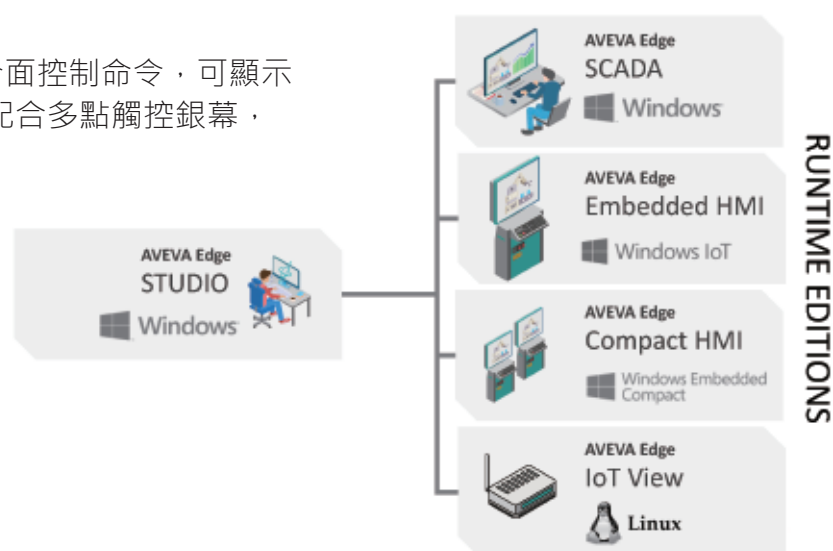 面控制命令，可顯示
配合多點觸控銀幕，
AVEVA Edge
STUDIO
Windows
AVEVA Edge
SCADA
Windows
AVEVA Edge
Embedded HMI
Windows IoT
AVEVA Edge
Compact HMI
Windows Embedded
Compact
AVEVA Edge
IoT View
Linux
RUNTIME EDITIONS